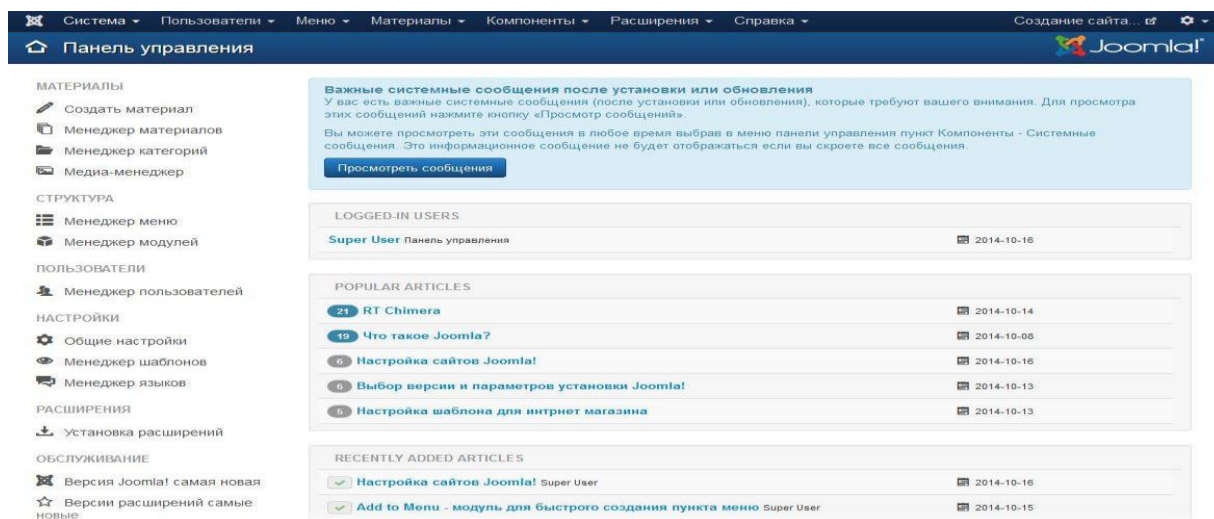 Система Пользователи Меню Материалы Компоненты Расширения Справка Создание сайта...
Панель управления Joomla!
МАТЕРИАЛЫ
Создать материал
Менеджер материалов
Менеджер категорий
Медиа-менеджер
СТРУКТУРА
Менеджер меню
Менеджер модулей
ПОЛЬЗОВАТЕЛИ
Менеджер пользователей
НАСТРОЙКИ
Общие настройки
Менеджер шаблонов
Менеджер языков
РАСШИРЕНИЯ
Установка расширений
ОБСЛУЖИВАНИЕ
Версия Joomla! самая новая
Версии расширений самые
новые
Важные системные сообщения после установки или обновления
У вас есть важные системные сообщения (после установки или обновления), которые требуют вашего внимания. Для просмотра
этих сообщений нажмите кнопку «Просмотр сообщений».
Вы можете просмотреть эти сообщения в любое время выбрав в меню панели управления пункт Компоненты - Системные
сообщения. Это информационное сообщение не будет отображаться если вы скроете все сообщения.
Просмотреть сообщения
LOGGED-IN USERS
Super User Панель управления 2014-10-16
POPULAR ARTICLES
21 RT Chimera 2014-10-14
19 Что такое Joomla? 2014-10-08
6 Настройка сайтов Joomla! 2014-10-16
6 Выбор версии и параметров установки Joomla! 2014-10-13
5 Настройка шаблона для интрнет магазина 2014-10-13
RECENTLY ADDED ARTICLES
Настройка сайтов Joomla! Super User 2014-10-16
Add to Menu - модуль для быстрого создания пункта меню Super User 2014-10-15